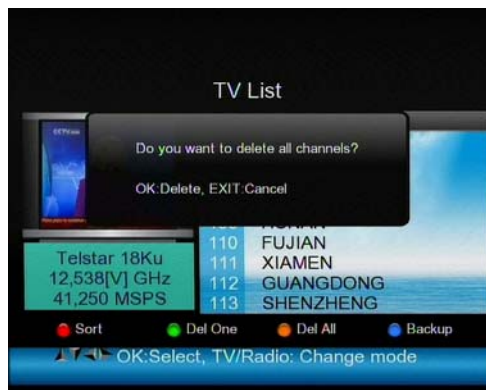 TV List
Do you want to delete all channels?
OK:Delete, EXIT:Cancel
110 FUJIAN
111 XIAMEN
112 GUANGDONG
113 SHENZHENG
Telstar 18Ku
12,538[V] GHz
41,250 MSPS
Sort Del One Del All Backup
OK:Select, TV/Radio: Change mode